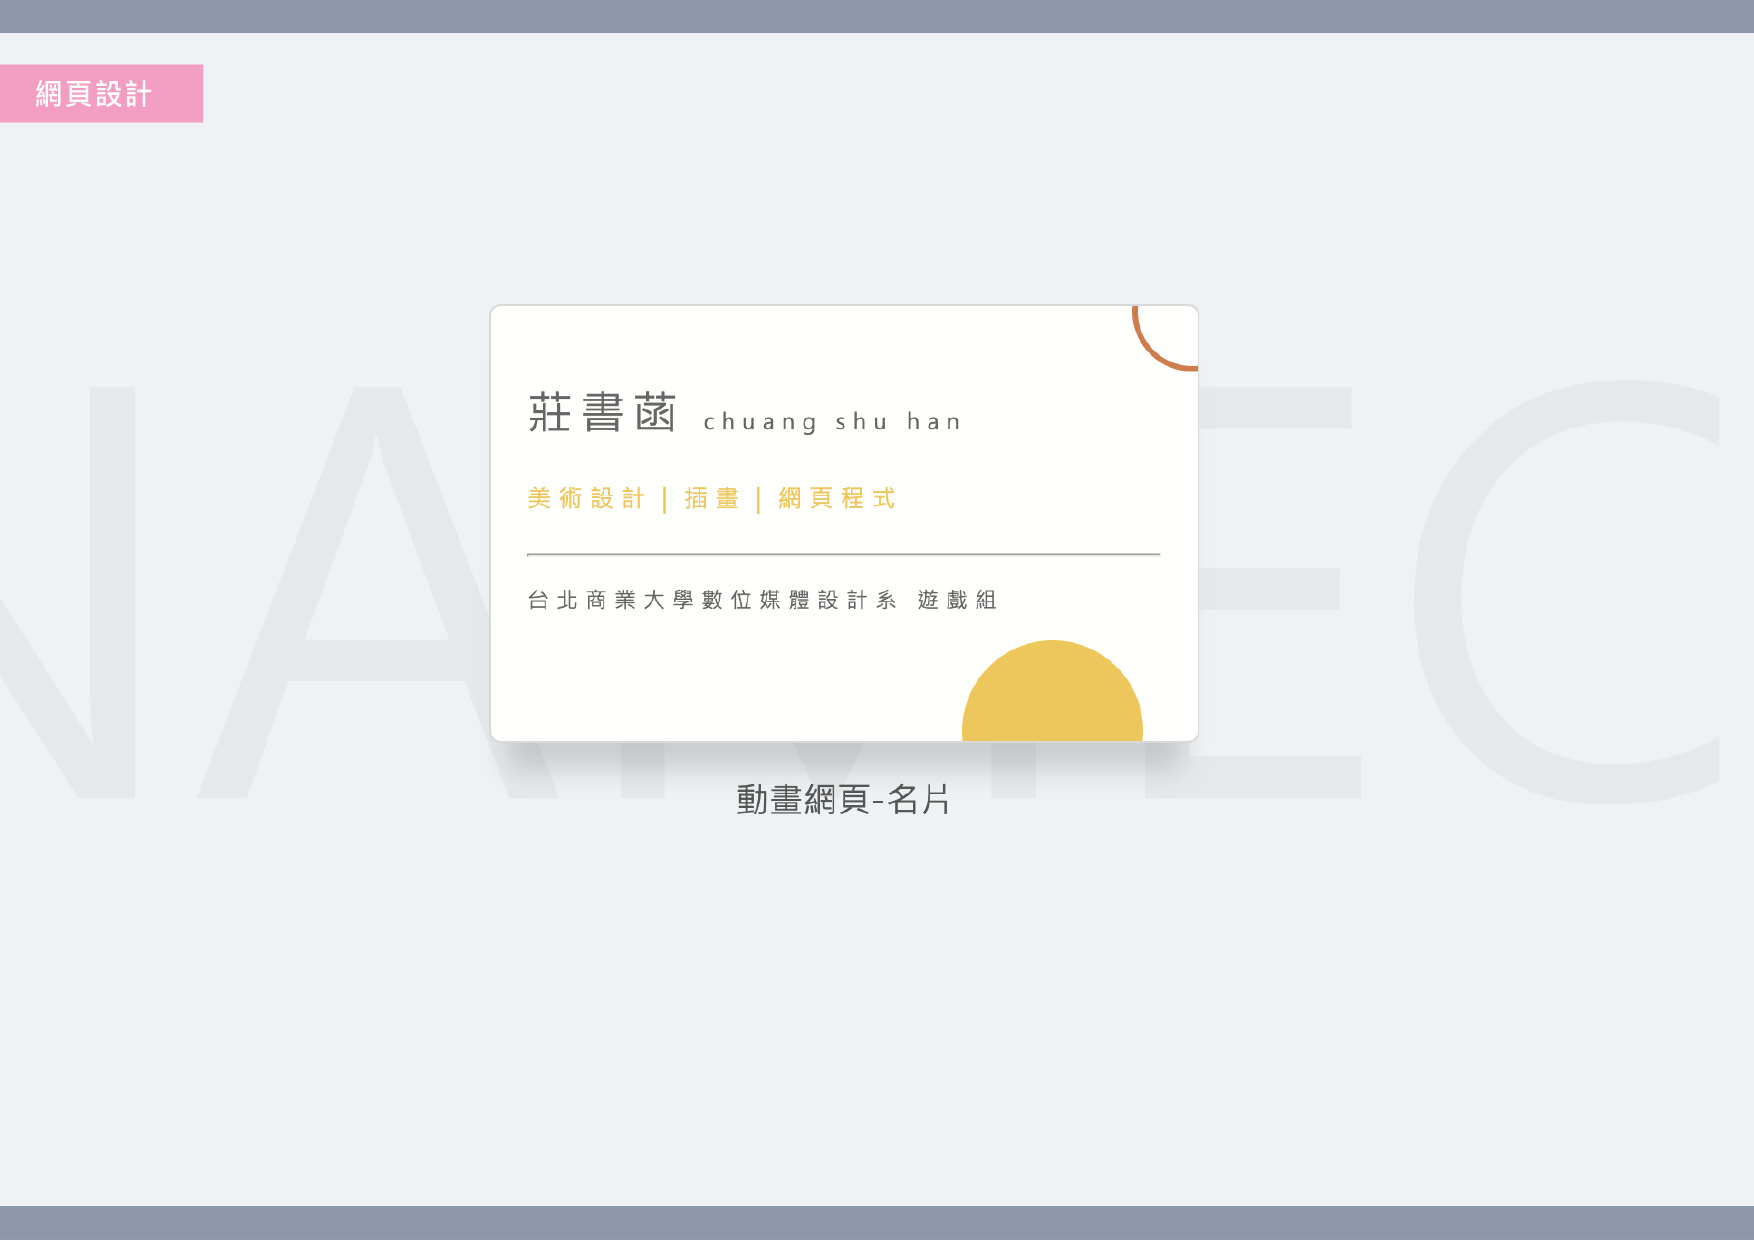 網頁設計
NAMEC
莊書菡 chuang shu han
美術設計｜插畫｜網頁程式
台北商業大學數位媒體設計系 遊戲組
動畫網頁-名片